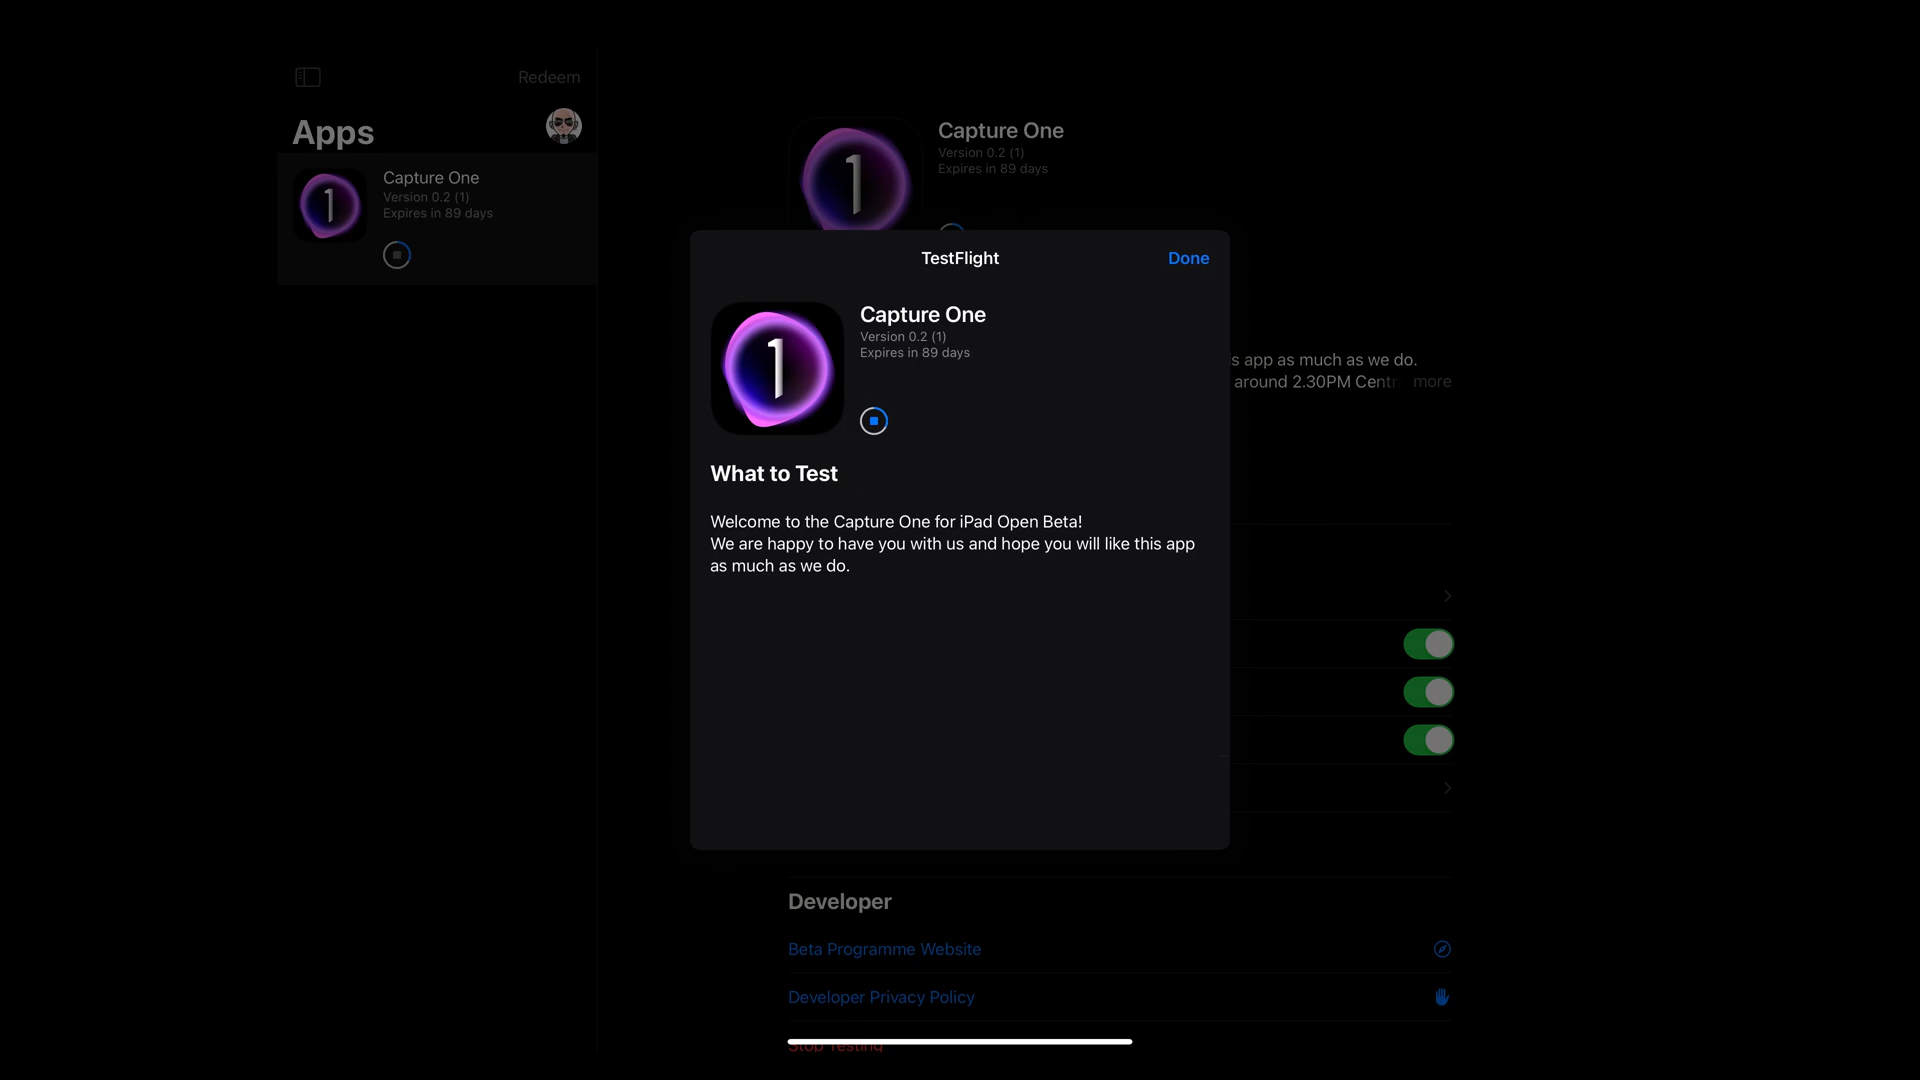 Redeem
Apps
Capture One
Version 0.2 (1)
Expires in 89 days
Capture One
Version 0.2 (1)
Expires in 89 days
TestFlight
Done
Capture One
Version 0.2 (1)
Expires in 89 days
What to Test
Welcome to the Capture One for iPad Open Beta!
We are happy to have you with us and hope you will like this app
as much as we do.
is app as much as we do.
around 2.30PM Centr more
Developer
Beta Programme Website
Developer Privacy Policy
Stop Testing